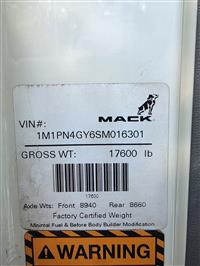 MACK
VIN#:
1M1PN4GY6SM016301
GROSS WT: 17600 lb
17600
Axle Wts: Front 8940 Rear 8660
Factory Certified Weight
Minimal Fuel & Before Body Builder Modification
WARNING